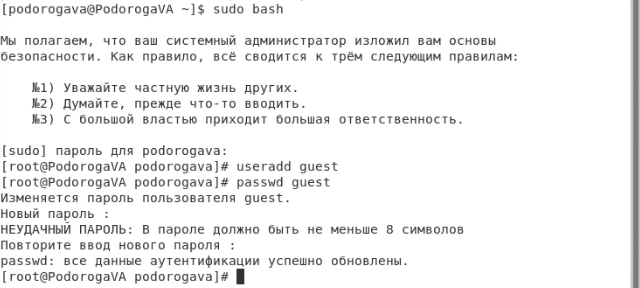 [podorogava@PodorogaVA ~]$ sudo bash
Мы полагаем, что ваш системный администратор изложил вам основы
безопасности. Как правило, всё сводится к трём следующим правилам:
№1) Уважайте частную жизнь других.
№2) Думайте, прежде что-то вводить.
№3) С большой властью приходит большая ответственность.
[sudo] пароль для podorogava:
[root@PodorogaVA podorogava]# useradd guest
[root@PodorogaVA podorogava]# passwd guest
Изменяется пароль пользователя guest.
Новый пароль :
НЕУДАЧНЫЙ ПАРОЛЬ: В пароле должно быть не меньше 8 символов
Повторите ввод нового пароля :
passwd: все данные аутентификации успешно обновлены.
[root@PodorogaVA podorogava]#